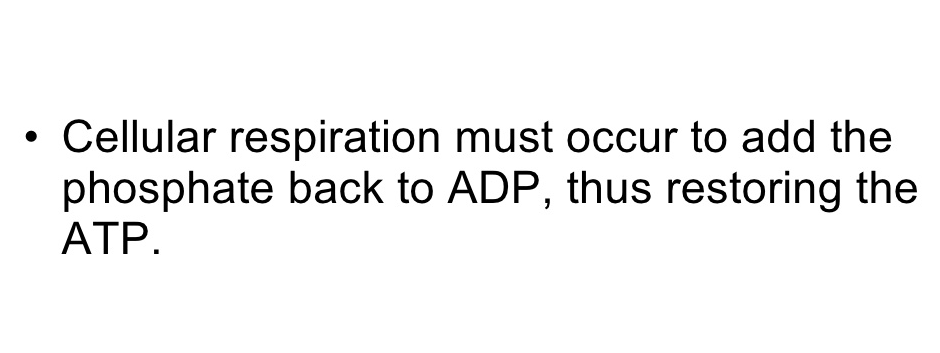 • Cellular respiration must occur to add the
phosphate back to ADP, thus restoring the
ATP.